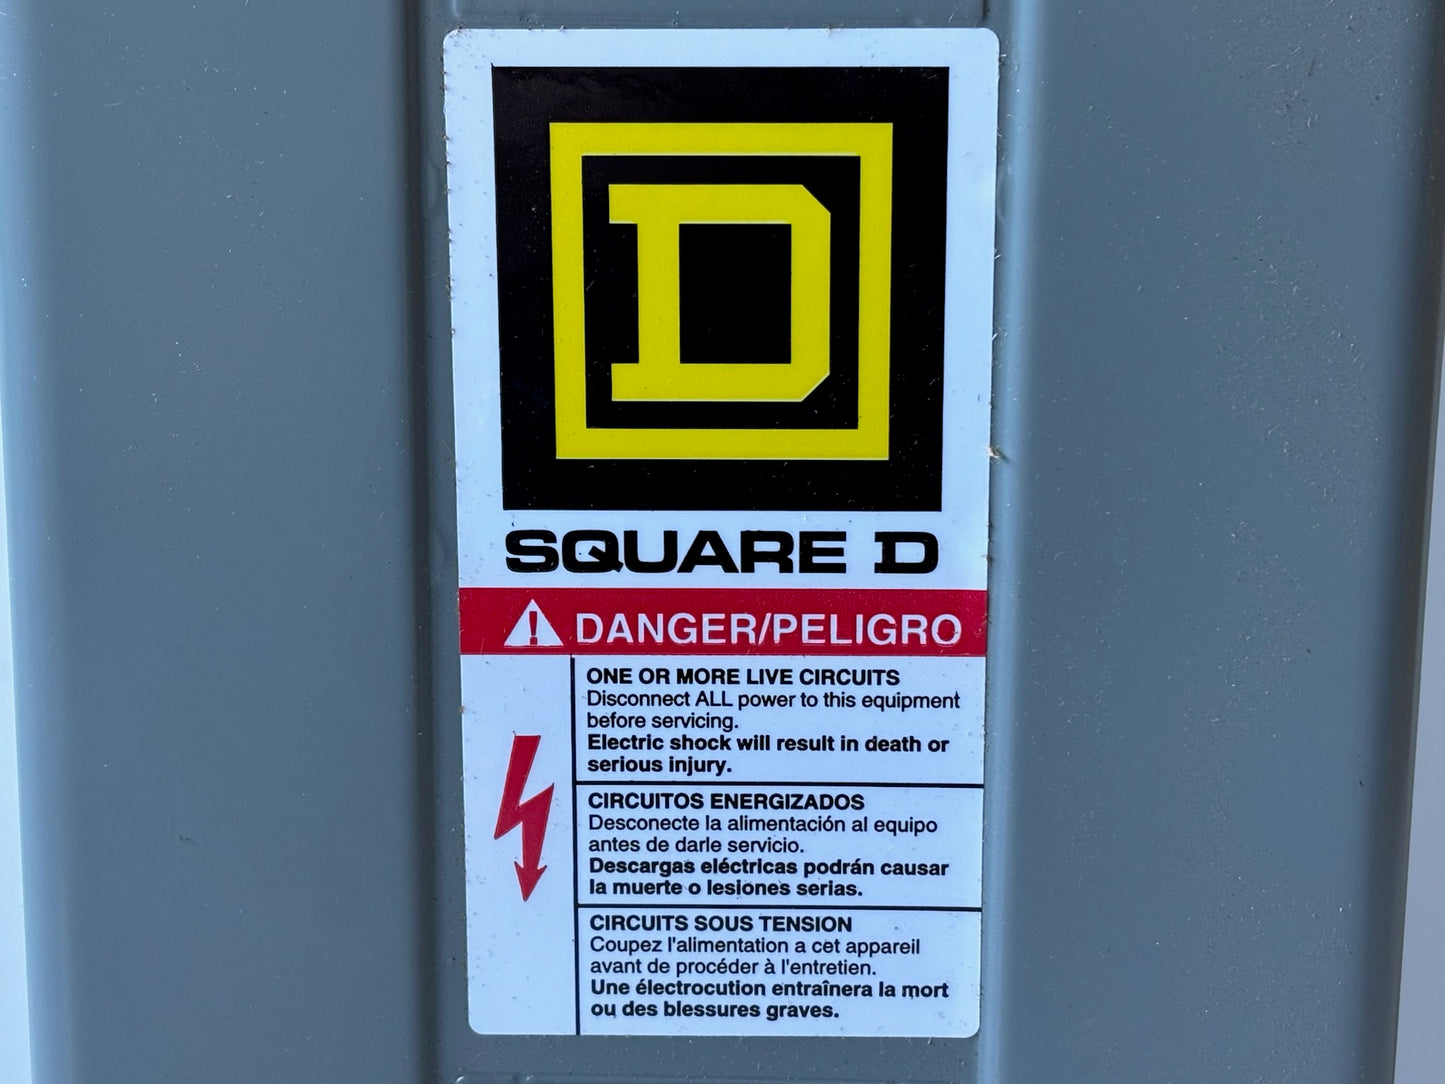 D
SQUARE D
DANGER/PELIGRO
ONE OR MORE LIVE CIRCUITS
Disconnect ALL power to this equipment
before servicing.
Electric shock will result in death or
serious injury.
CIRCUITOS ENERGIZADOS
Desconecte la alimentación al equipo
antes de darle servicio.
Descargas eléctricas podrán causar
la muerte o lesiones serias.
CIRCUITS SOUS TENSION
Coupez l'alimentation a cet appareil
avant de procéder à l'entretien.
Une électrocution entraînera la mort
ou des blessures graves.